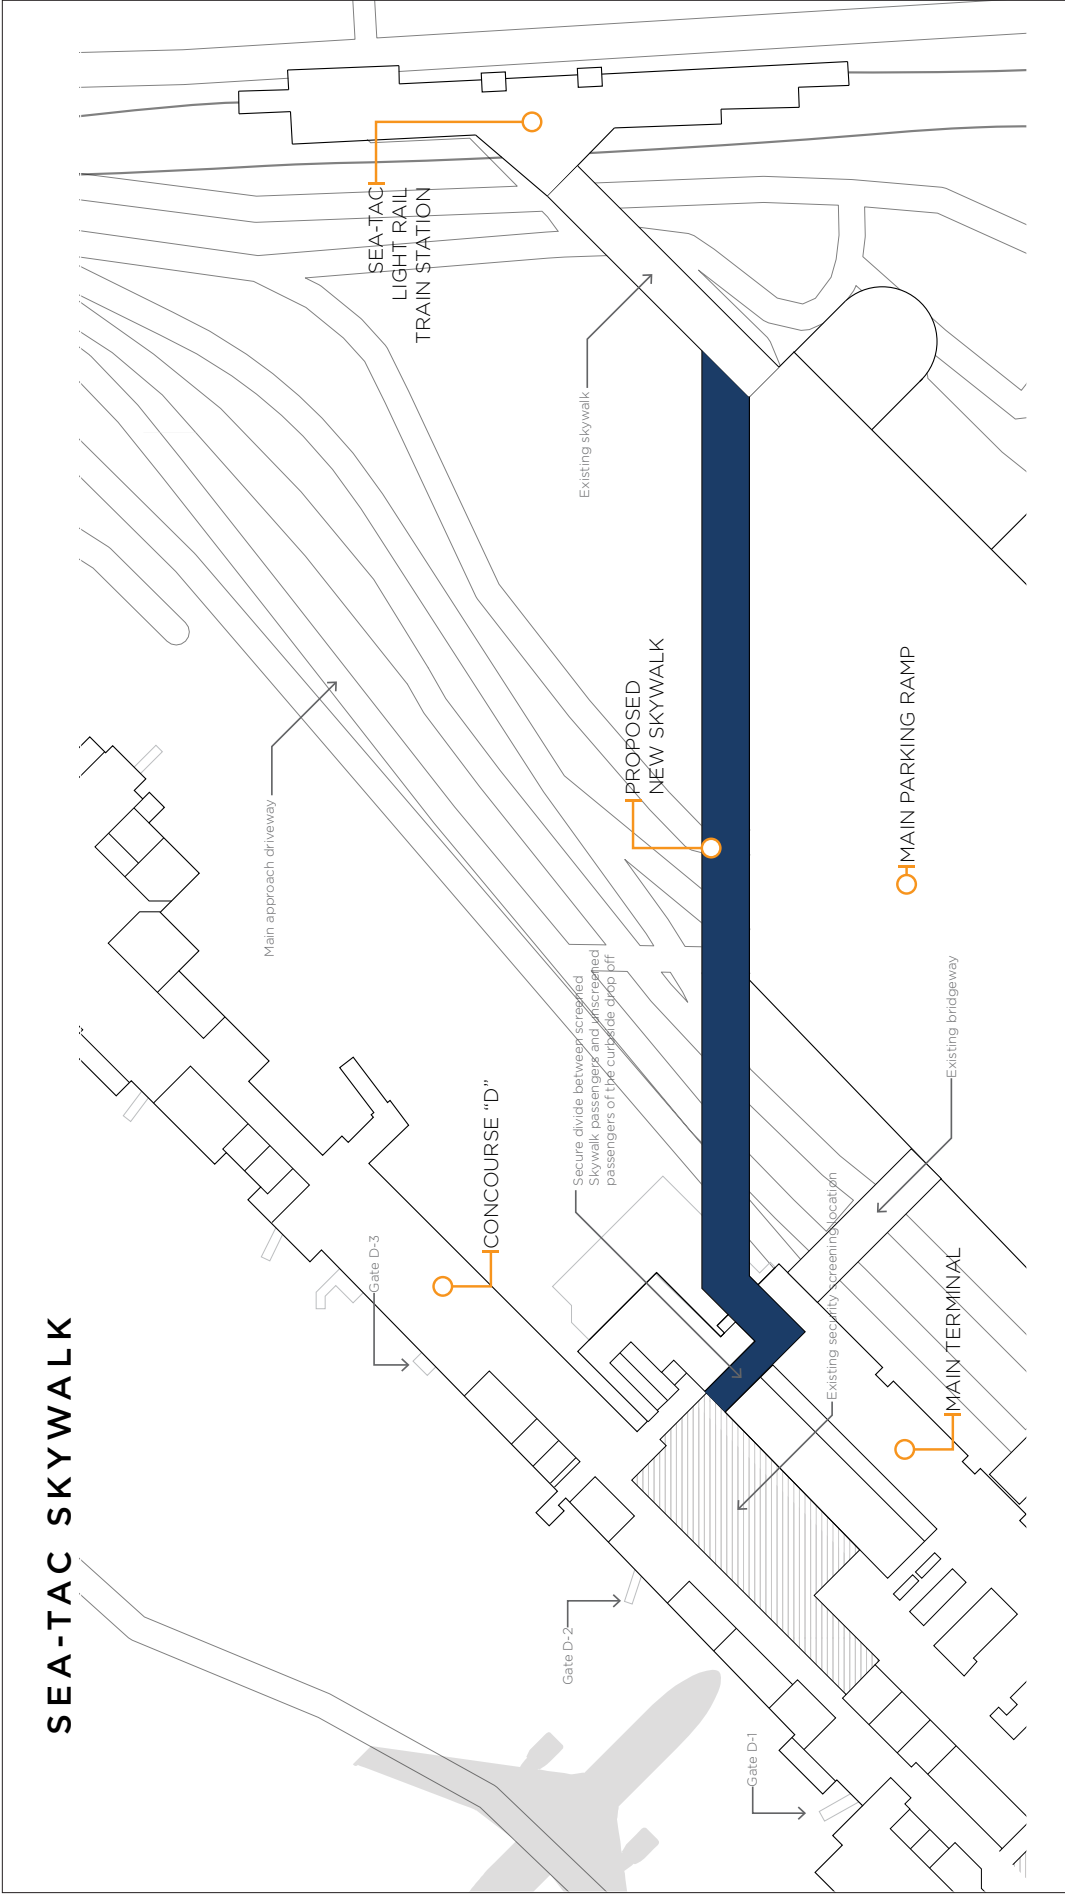 SEA-TAC SKYWALK
Gate D-1
Gate D-2
Gate D-3
CONCOURSE “D”
Main approach driveway
SEA-TAC
LIGHT RAIL
TRAIN STATION
Existing skywalk
PROPOSED
NEW SKYWALK
Secure divide between screened
Skywalk passengers and unscreened
passengers of the curbside drop off
Existing security screening location
MAIN TERMINAL
Existing bridgeway
MAIN PARKING RAMP